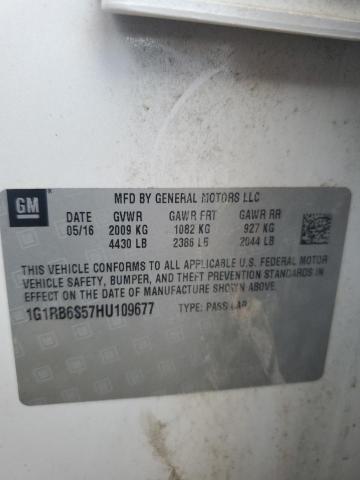 GM
MFD BY GENERAL MOTORS LLC
DATE GVWR GAWR FRT GAWR RR
05/16 2009 KG 1082 KG 927 KG
4430 LB 2386 LB 2044 LB
THIS VEHICLE CONFORMS TO ALL APPLICABLE U.S. FEDERAL MOTOR
VEHICLE SAFETY, BUMPER, AND THEFT PREVENTION STANDARDS IN
EFFECT ON THE DATE OF MANUFACTURE SHOWN ABOVE.
1G1RB6S57HU109677 TYPE: PASS CAR